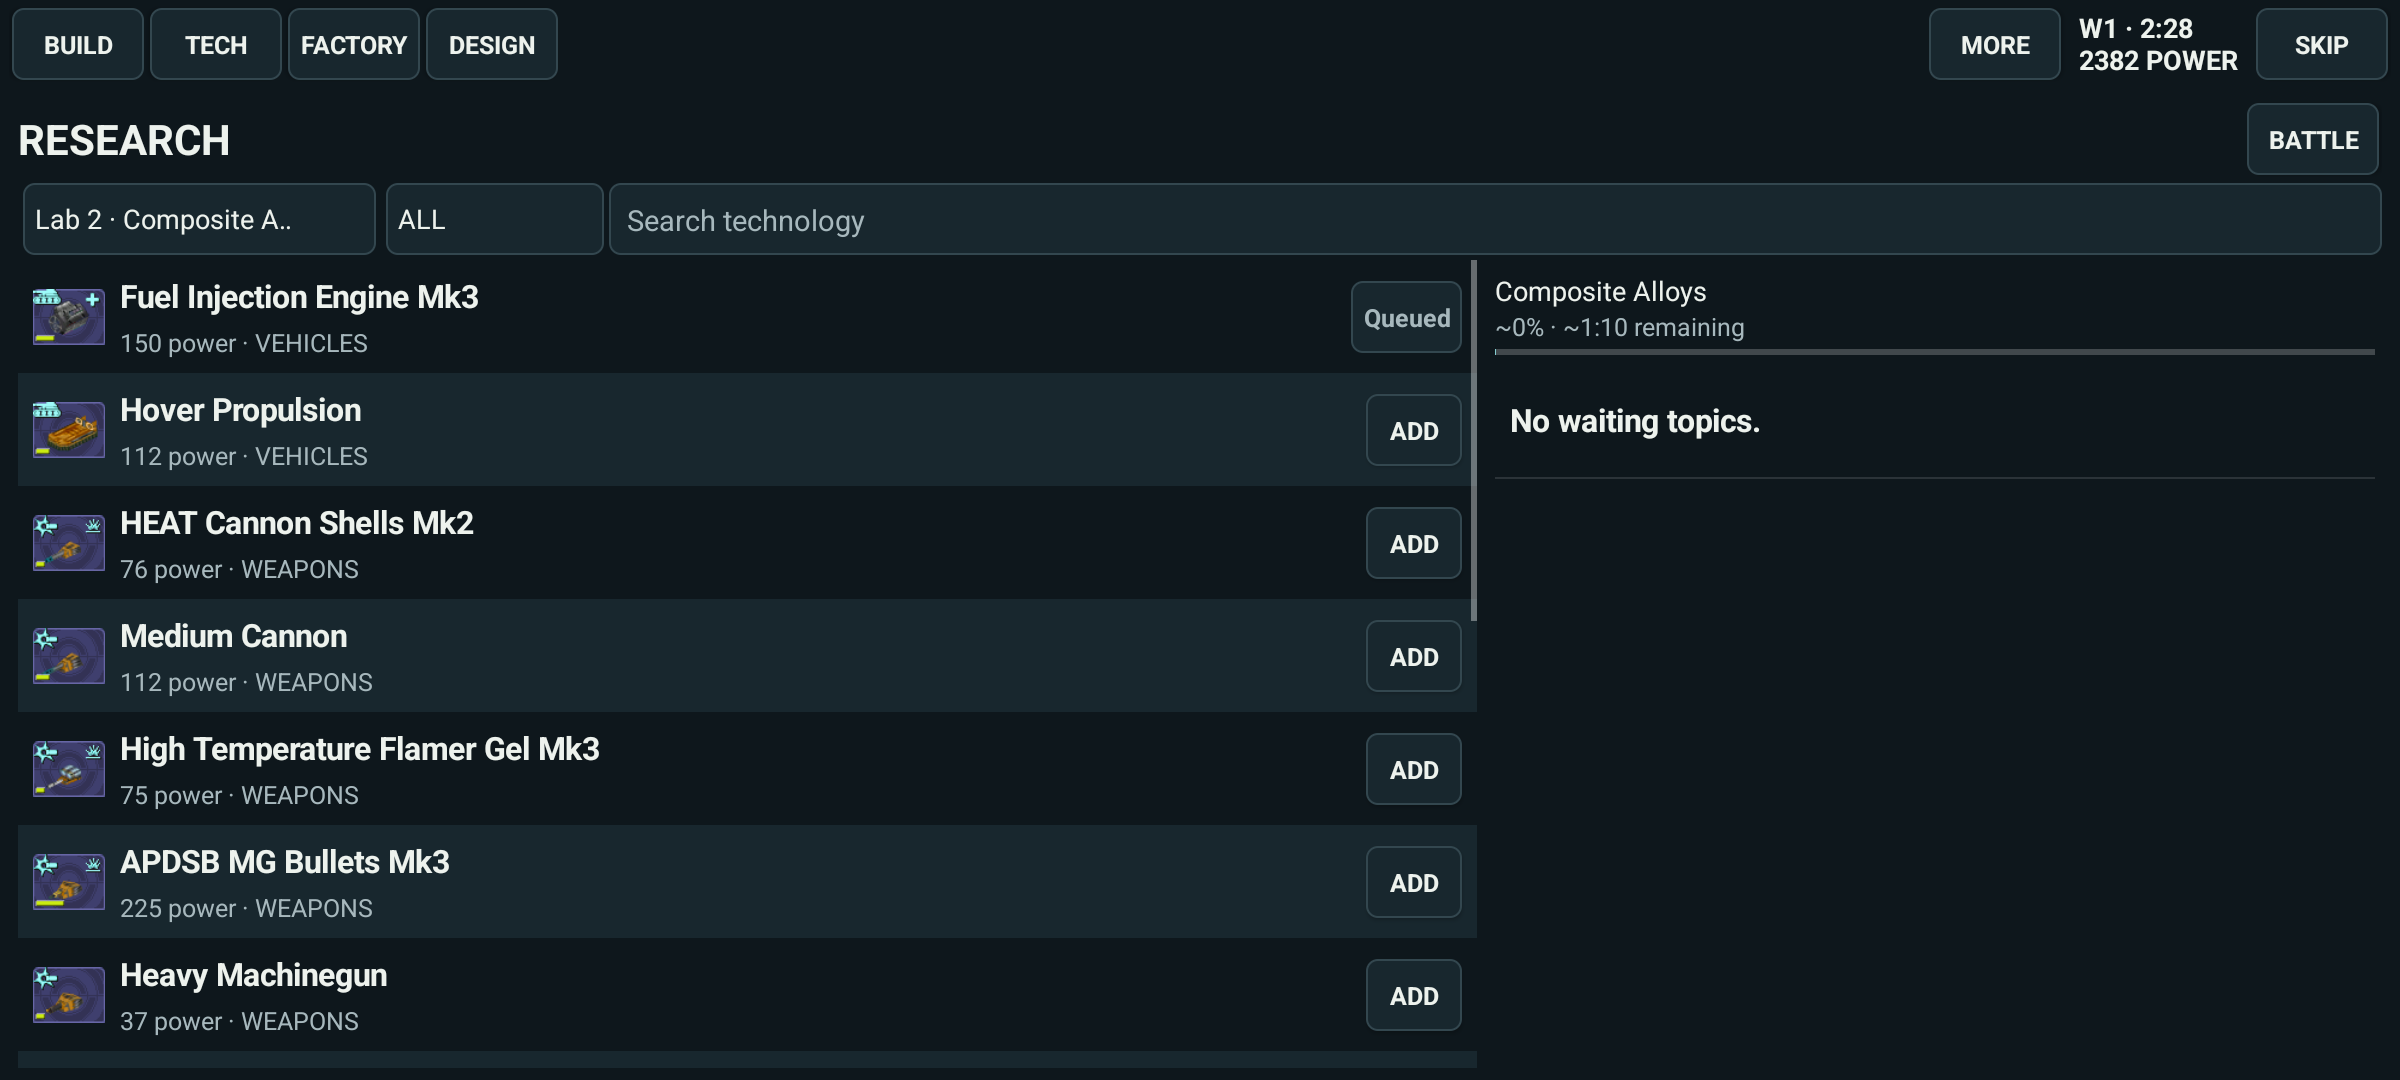 BUILD
TECH
FACTORY
DESIGN
MORE
W1 · 2:28
2382 POWER
SKIP
RESEARCH
BATTLE
Lab 2 · Composite A..
ALL
Search technology
Fuel Injection Engine Mk3
150 power · VEHICLES
Queued
Hover Propulsion
112 power · VEHICLES
ADD
HEAT Cannon Shells Mk2
76 power · WEAPONS
ADD
Medium Cannon
112 power · WEAPONS
ADD
High Temperature Flamer Gel Mk3
75 power · WEAPONS
ADD
APDSB MG Bullets Mk3
225 power · WEAPONS
ADD
Heavy Machinegun
37 power · WEAPONS
ADD
Composite Alloys
~0% · ~1:10 remaining
No waiting topics.